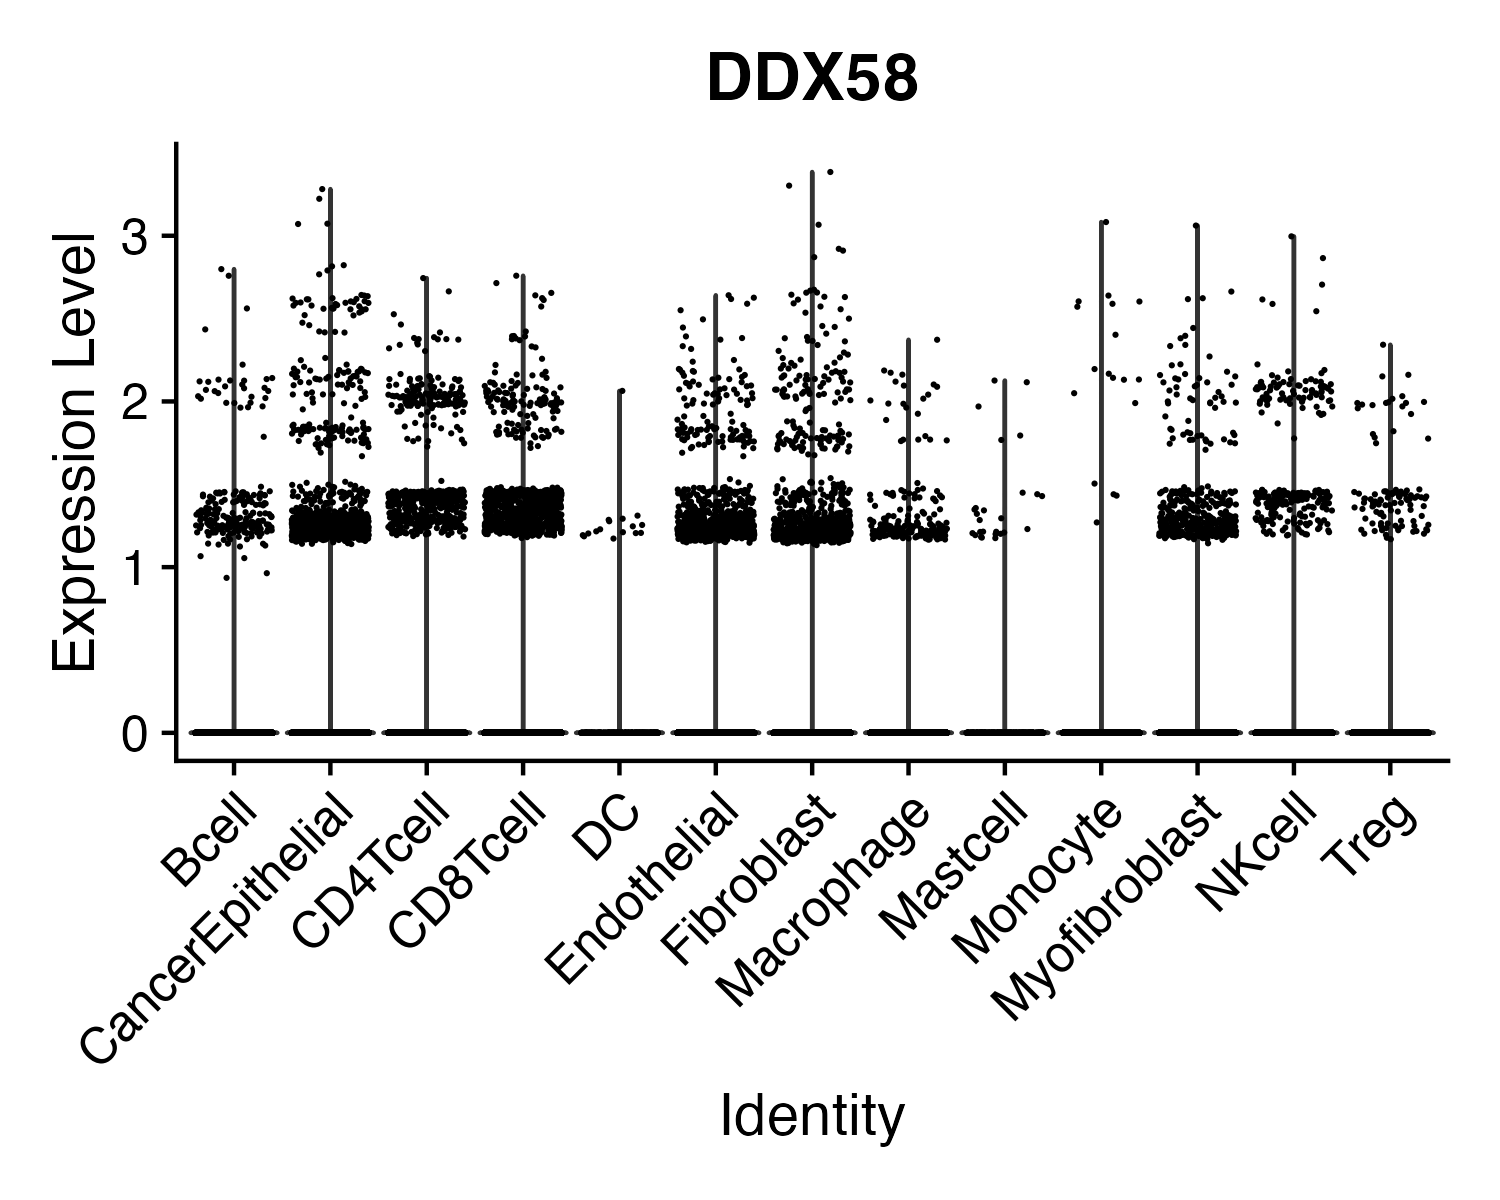 DDX58
Expression Level
3
2
1
0
Bcell
CancerEpithelial
CD4Tcell
CD8Tcell
DC
Endothelial
Fibroblast
Macrophage
Mastcell
Monocyte
Myofibroblast
NKcell
Treg
Identity